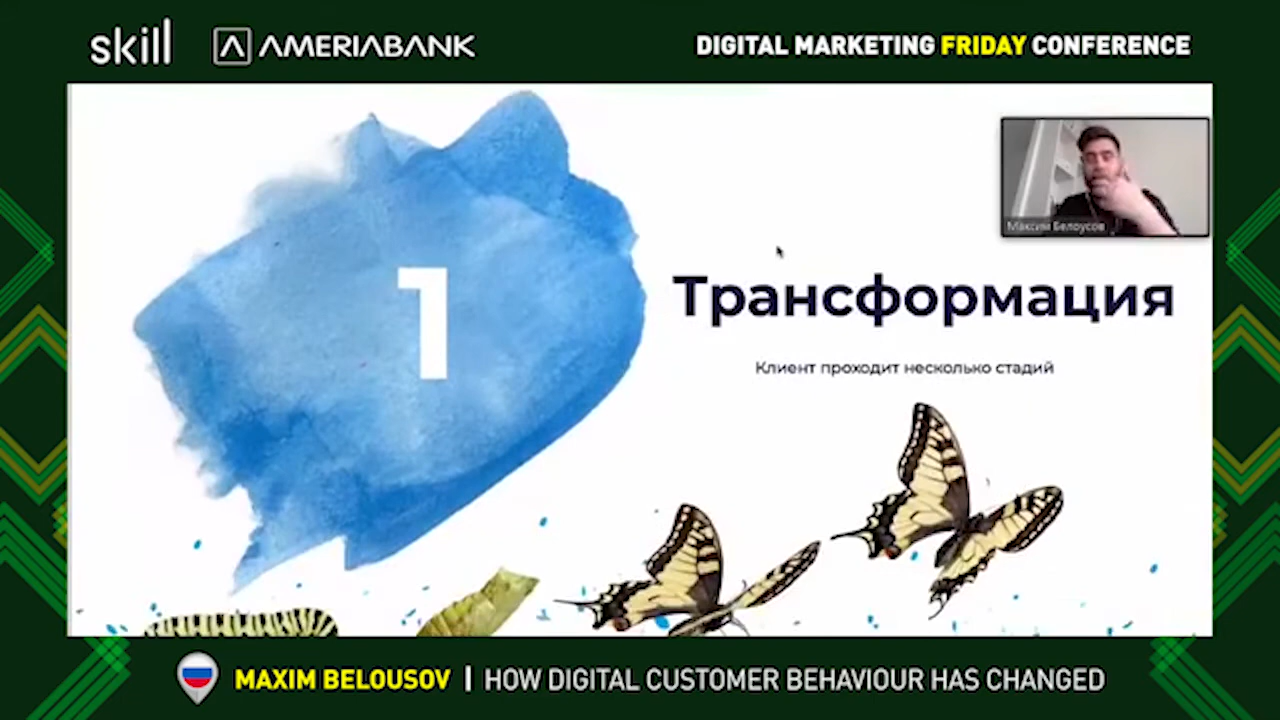 skill
AMERIABANK
DIGITAL MARKETING FRIDAY CONFERENCE
Максим Белоусов
1
Трансформация
Клиент проходит несколько стадий
MAXIM BELOUSOV | HOW DIGITAL CUSTOMER BEHAVIOUR HAS CHANGED